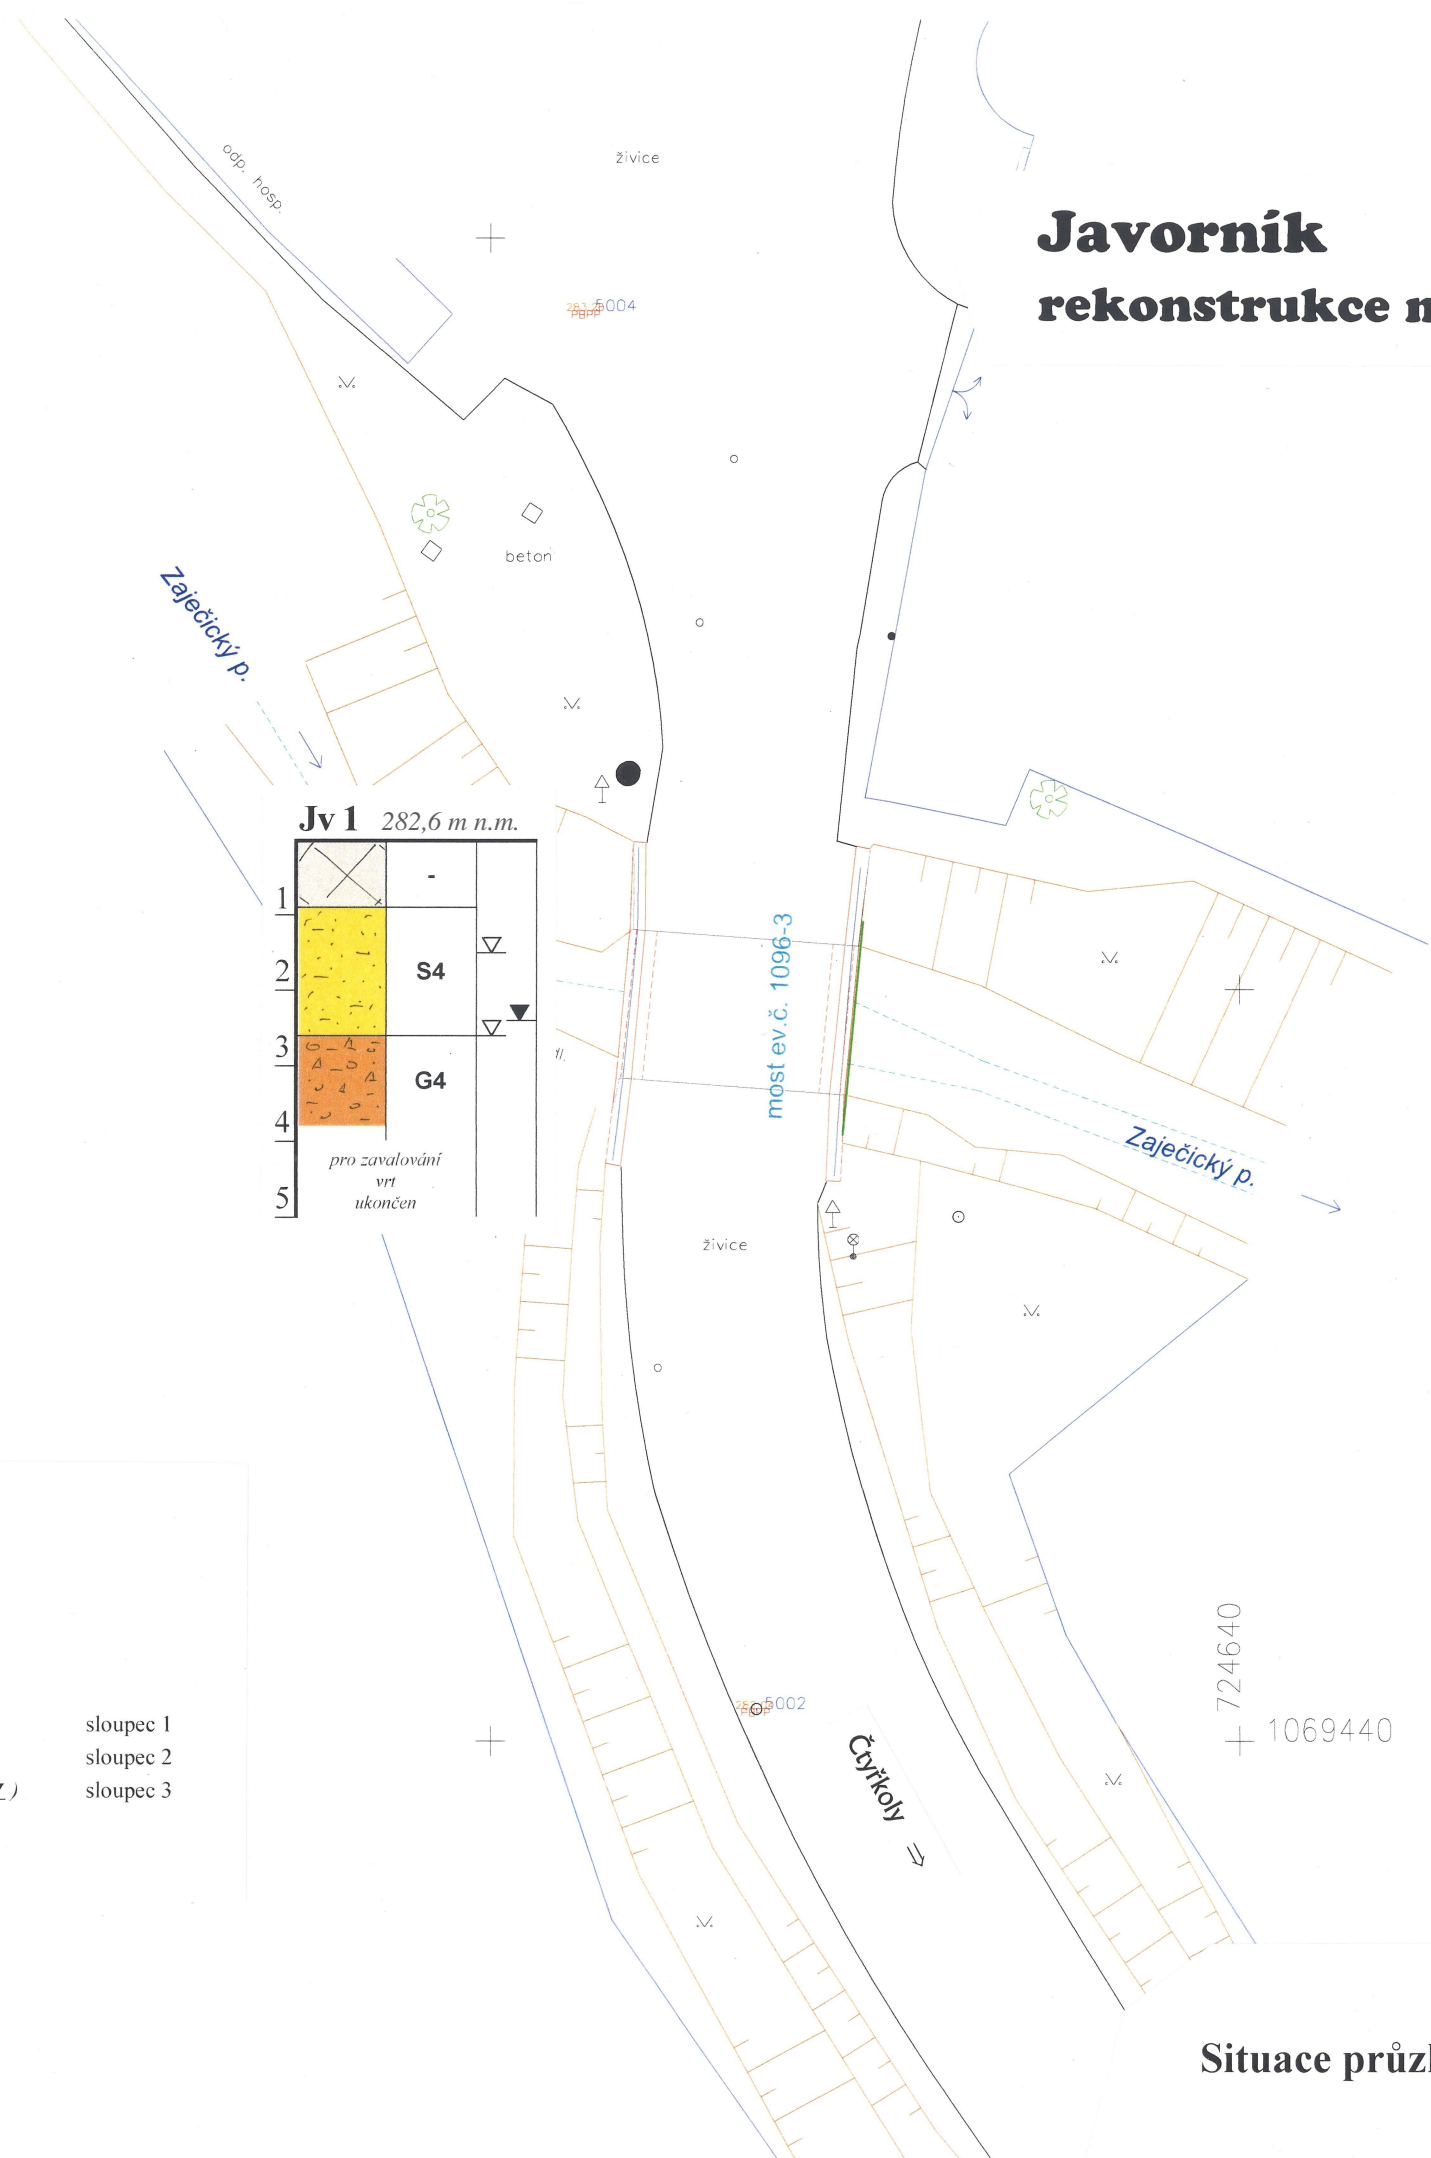 odp. hosp.
živice
Javorník
rekonstrukce m
5004
PBPP
beton
Zaječický p.
Jv 1 282,6 m n.m.
-
1
2
S4
3
G4
4
pro zavalování
vrt
ukončen
5
most ev.č. 1096-3
Zaječický p.
živice
724640
1069440
5002
sloupec 1
sloupec 2
sloupec 3
Čtyřkoly
Situace